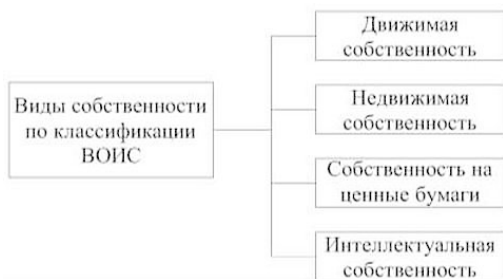 Виды собственности
по классификации
ВОИС
Движимая
собственность
Недвижимая
собственность
Собственность на
ценные бумаги
Интеллектуальная
собственность